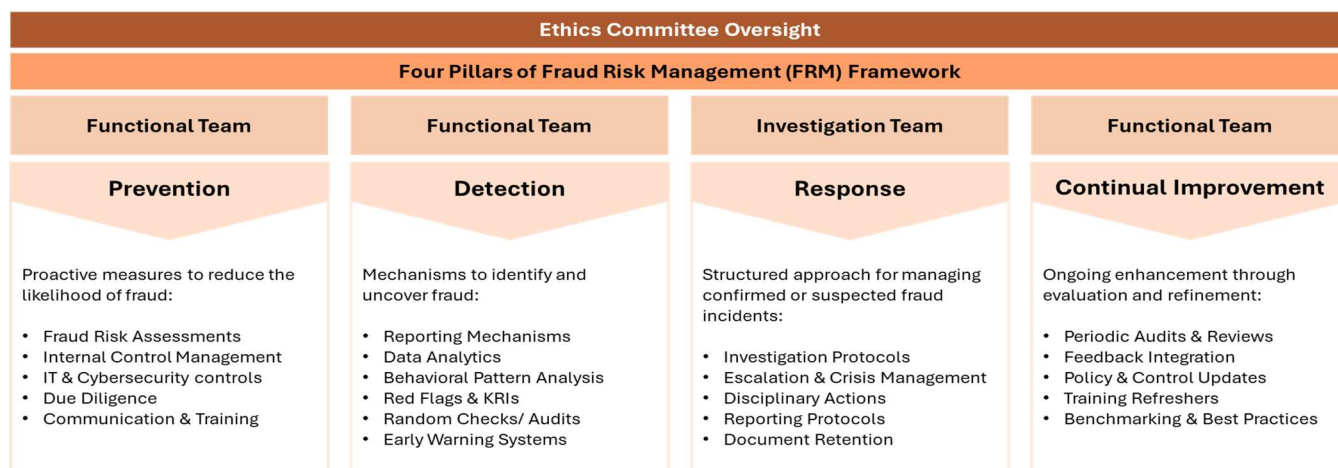 Ethics Committee Oversight
Four Pillars of Fraud Risk Management (FRM) Framework
Functional Team
Prevention
Proactive measures to reduce the
likelihood of fraud:
• Fraud Risk Assessments
• Internal Control Management
• IT & Cybersecurity controls
• Due Diligence
• Communication & Training
Functional Team
Detection
Mechanisms to identify and
uncover fraud:
• Reporting Mechanisms
• Data Analytics
• Behavioral Pattern Analysis
• Red Flags & KRIs
• Random Checks/ Audits
• Early Warning Systems
Investigation Team
Response
Structured approach for managing
confirmed or suspected fraud
incidents:
• Investigation Protocols
• Escalation & Crisis Management
• Disciplinary Actions
• Reporting Protocols
• Document Retention
Functional Team
Continual Improvement
Ongoing enhancement through
evaluation and refinement:
• Periodic Audits & Reviews
• Feedback Integration
• Policy & Control Updates
• Training Refreshers
• Benchmarking & Best Practices